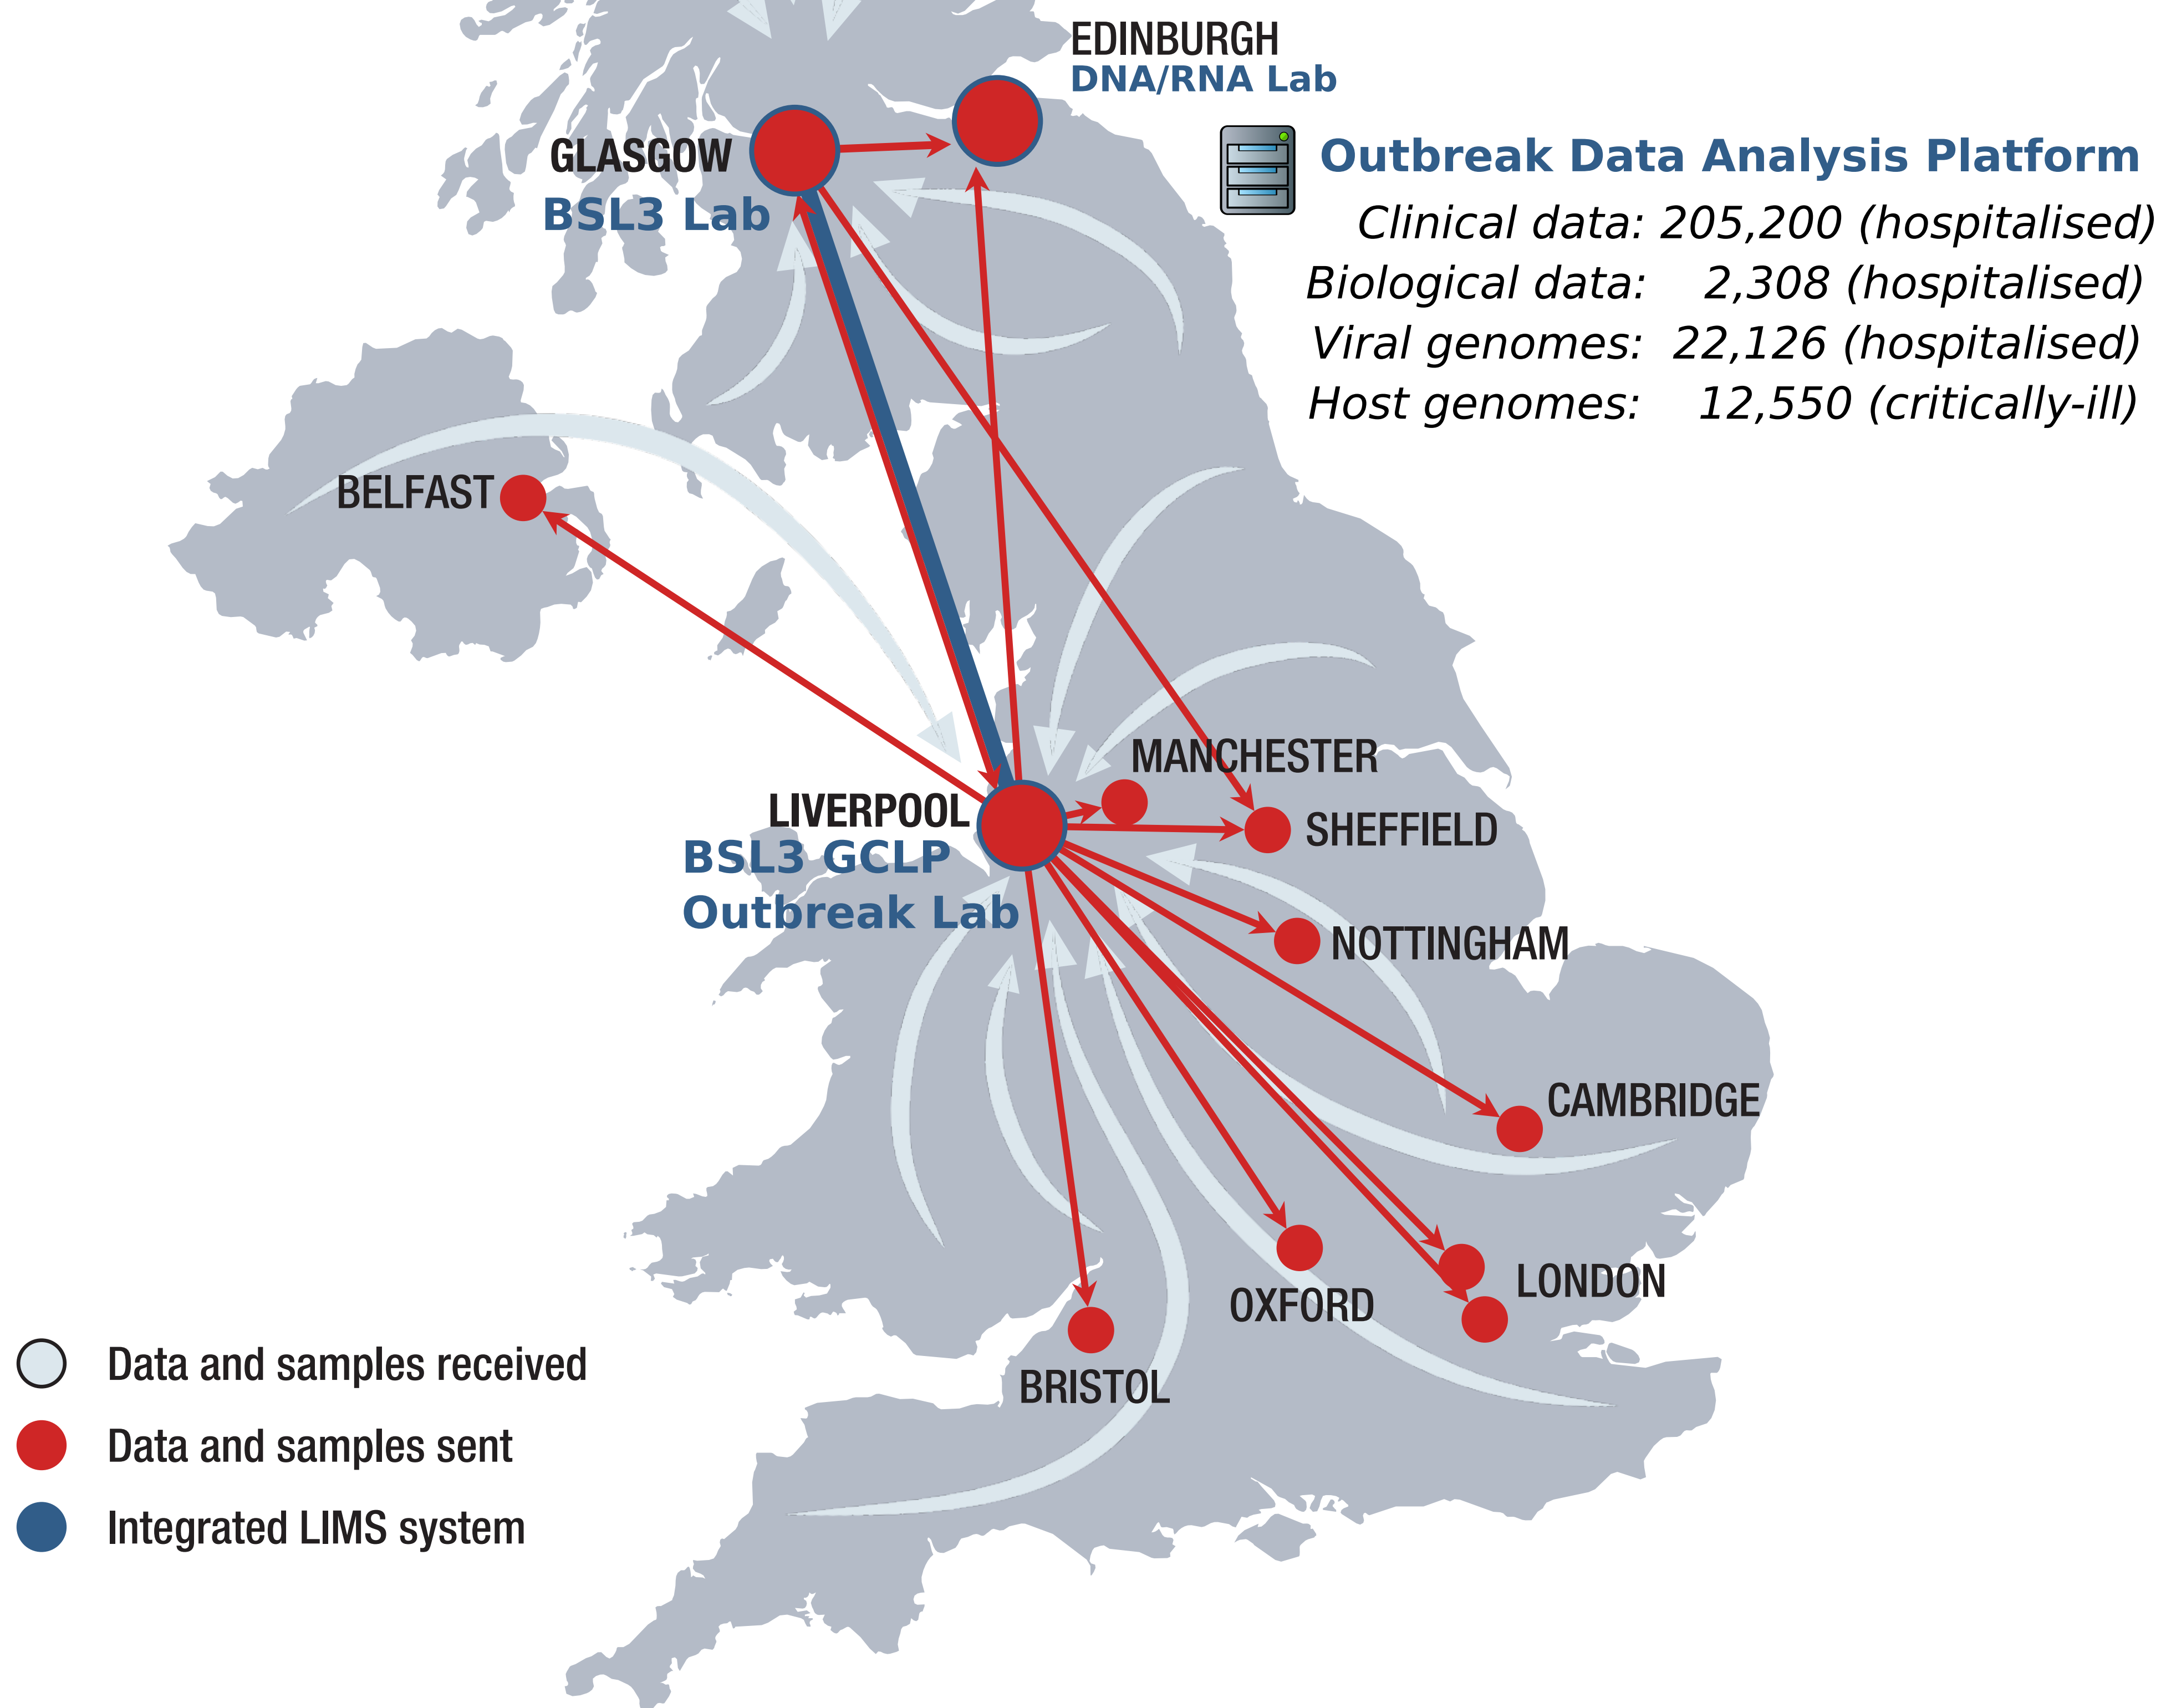 EDINBURGH
DNA/RNA Lab
GLASGOW
BSL3 Lab
Outbreak Data Analysis Platform
Clinical data: 205,200 (hospitalised)
Biological data: 2,308 (hospitalised)
Viral genomes: 22,126 (hospitalised)
Host genomes: 12,550 (critically-ill)
BELFAST
MANCHESTER
LIVERPOOL
BSL3 GCLP
Outbreak Lab
SHEFFIELD
NOTTINGHAM
CAMBRIDGE
LONDON
OXFORD
BRISTOL
Data and samples received
Data and samples sent
Integrated LIMS system